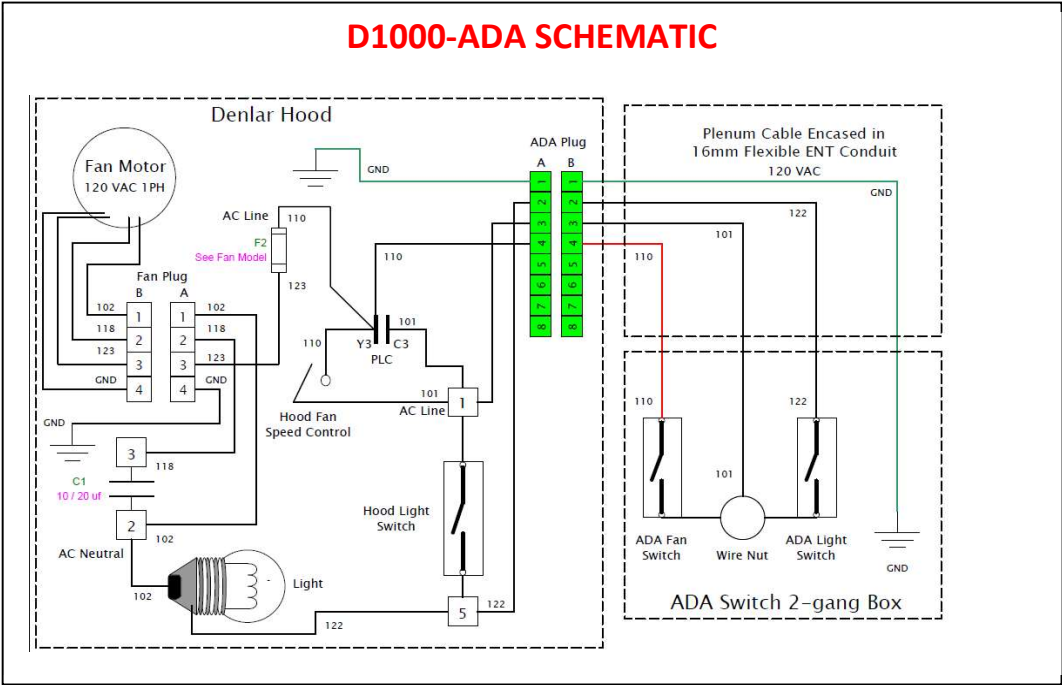 D1000-ADA SCHEMATIC
Denlar Hood
Fan Motor
120 VAC 1PH
GND
AC Line
110
F2
See Fan Model
123
Fan Plug
B
A
102
1
1
102
118
2
2
118
123
3
3
123
GND
4
4
GND
GND
3
118
C1
10 / 20 uf
2
AC Neutral
102
102
Light
122
110
110
101
Y3
C3
PLC
Hood Fan
Speed Control
101
AC Line
1
Hood Light
Switch
5
122
ADA Plug
A
B
1
1
2
2
3
3
4
4
5
5
6
6
7
7
8
8
Plenum Cable Encased in
16mm Flexible ENT Conduit
120 VAC
GND
122
101
110
110
122
101
ADA Fan
Switch
Wire Nut
ADA Light
Switch
GND
ADA Switch 2-gang Box